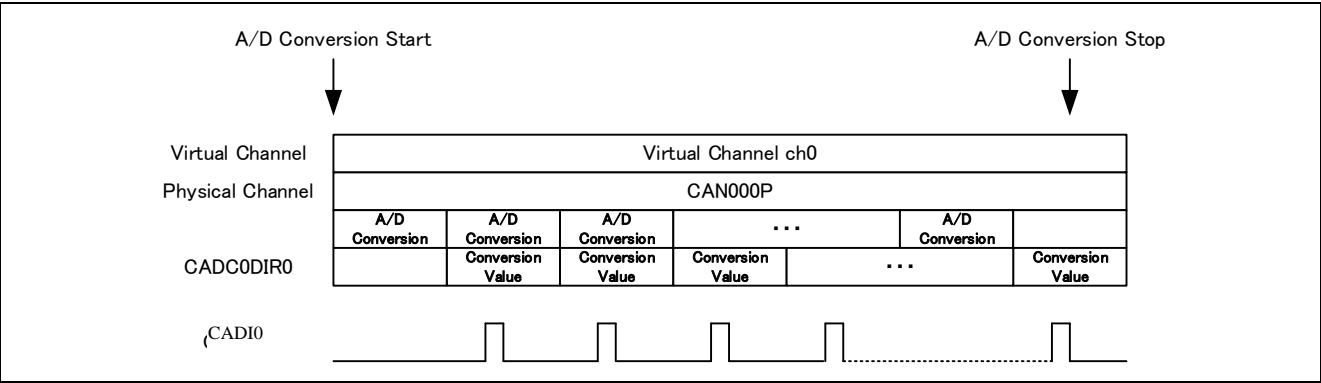 A/D Conversion Start
A/D Conversion Stop
Virtual Channel
Virtual Channel ch0
Physical Channel
CAN000P
A/D
Conversion
A/D
Conversion
A/D
Conversion
...
A/D
Conversion
CADC0DIR0
Conversion
Value
Conversion
Value
Conversion
Value
...
Conversion
Value
(CADI0